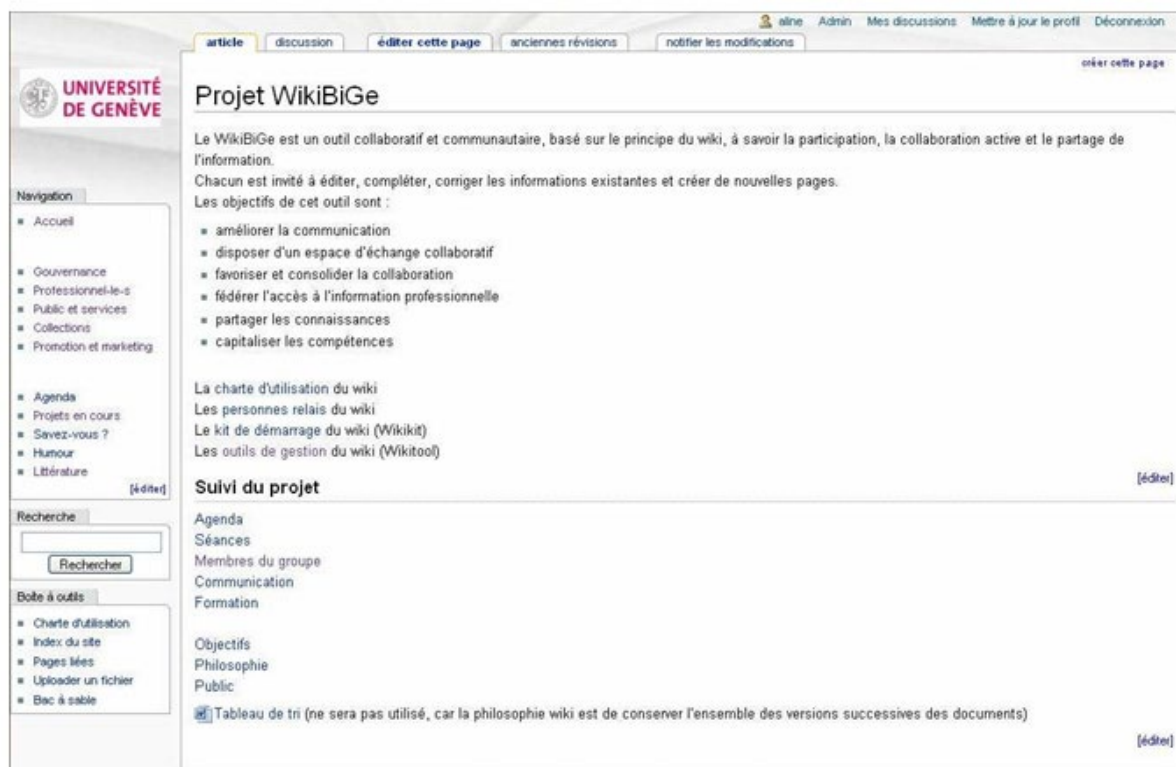 aline Admin Mes discussions Mettre à jour le profil Déconnexion
article discussion éditer cette page anciennes révisions notifier les modifications
créer cette page
UNIVERSITÉ
DE GENÈVE
Projet WikiBiGe
Le WikiBiGe est un outil collaboratif et communautaire, basé sur le principe du wiki, à savoir la participation, la collaboration active et le partage de
l'information.
Chacun est invité à éditer, compléter, corriger les informations existantes et créer de nouvelles pages.
Les objectifs de cet outil sont :
améliorer la communication
disposer d'un espace d'échange collaboratif
favoriser et consolider la collaboration
fédérer l'accès à l'information professionnelle
partager les connaissances
capitaliser les compétences
La charte d'utilisation du wiki
Les personnes relais du wiki
Le kit de démarrage du wiki (Wikikit)
Les outils de gestion du wiki (Wikitool)
[éditer]
Suivi du projet
Agenda
Séances
Membres du groupe
Communication
Formation
Objectifs
Philosophie
Public
Tableau de tri (ne sera pas utilisé, car la philosophie wiki est de conserver l'ensemble des versions successives des documents)
[éditer]
Navigation
Accueil
Gouvernance
Professionnel-le-s
Public et services
Collections
Promotion et marketing
Agenda
Projets en cours
Savez-vous ?
Humour
Littérature
[éditer]
Recherche
Rechercher
Boîte à outils
Charte d'utilisation
Index du site
Pages liées
Uploader un fichier
Bac à sable